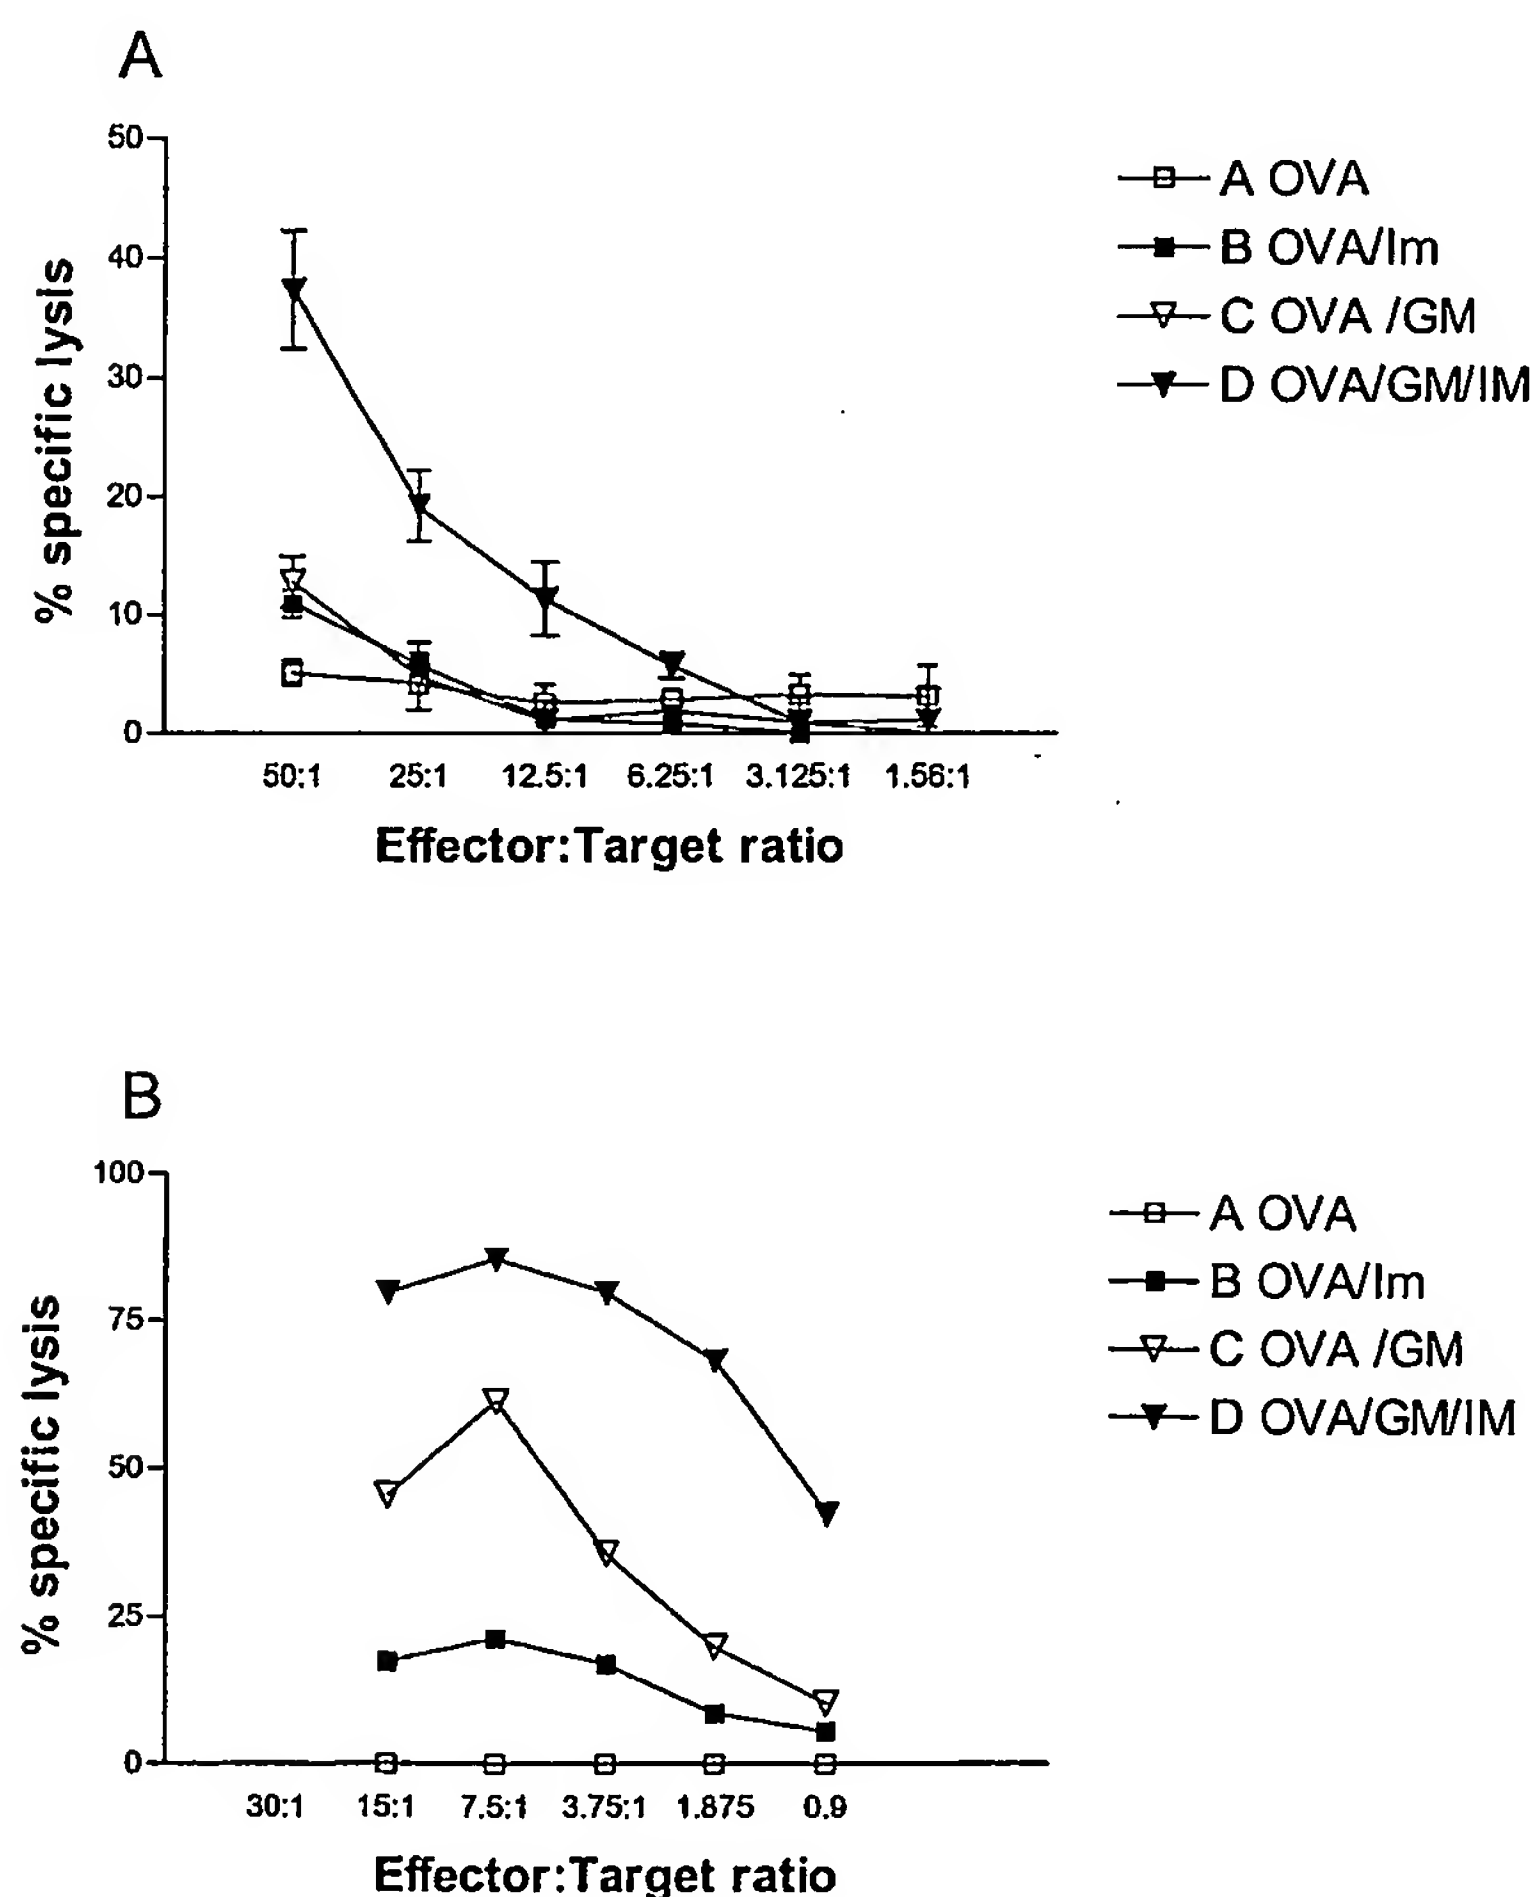 A
50
40
30
20
10
0
% specific lysis
50:1 25:1 12.5:1 6.25:1 3.125:1 1.56:1
Effector:Target ratio
A OVA
B OVA/Im
C OVA /GM
D OVA/GM/IM
B
100
75
50
25
0
% specific lysis
30:1 15:1 7.5:1 3.75:1 1.875 0.9
Effector:Target ratio
A OVA
B OVA/Im
C OVA /GM
D OVA/GM/IM